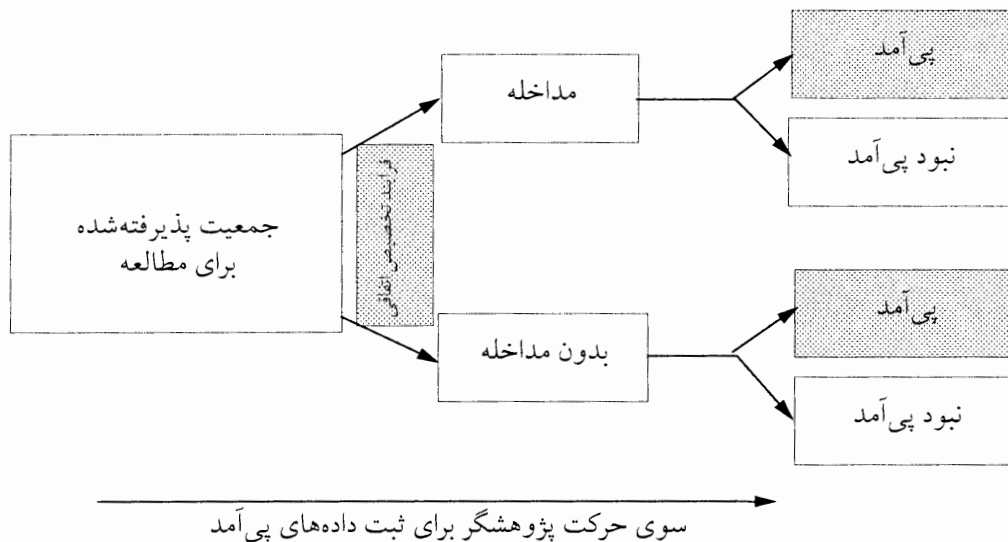 جمعیت پذیرفته‌شده
برای مطالعه
فرایند تخصیص اتفاقی
مداخله
پی‌آمد
نبود پی‌آمد
بدون مداخله
پی‌آمد
نبود پی‌آمد
سوی حرکت پژوهشگر برای ثبت داده‌های پی‌آمد